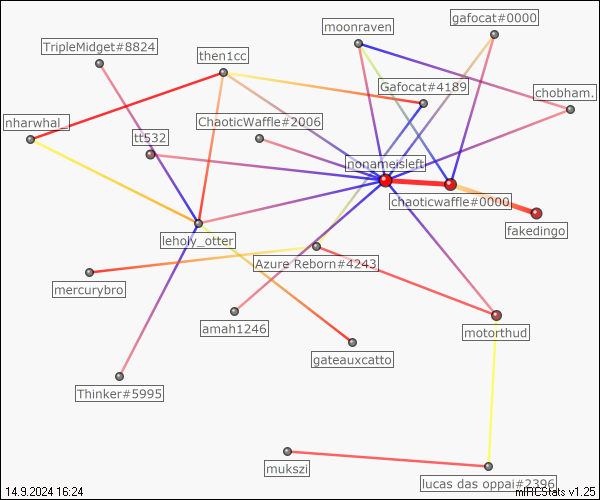 gafocat#0000
moonraven
TripleMidget#8824
then1cc
Gafocat#4189
chobham.
nharwhal_
ChaoticWaffle#2006
tt532
nonameisleft
chaoticwaffle#0000
fakedingo
leholy_otter
Azure Reborn#4243
mercurybro
amah1246
motorthud
gateauxcatto
Thinker#5995
mukszi
lucas das oppai#2396
14.9.2024 16:24
mIRCStats v1.25